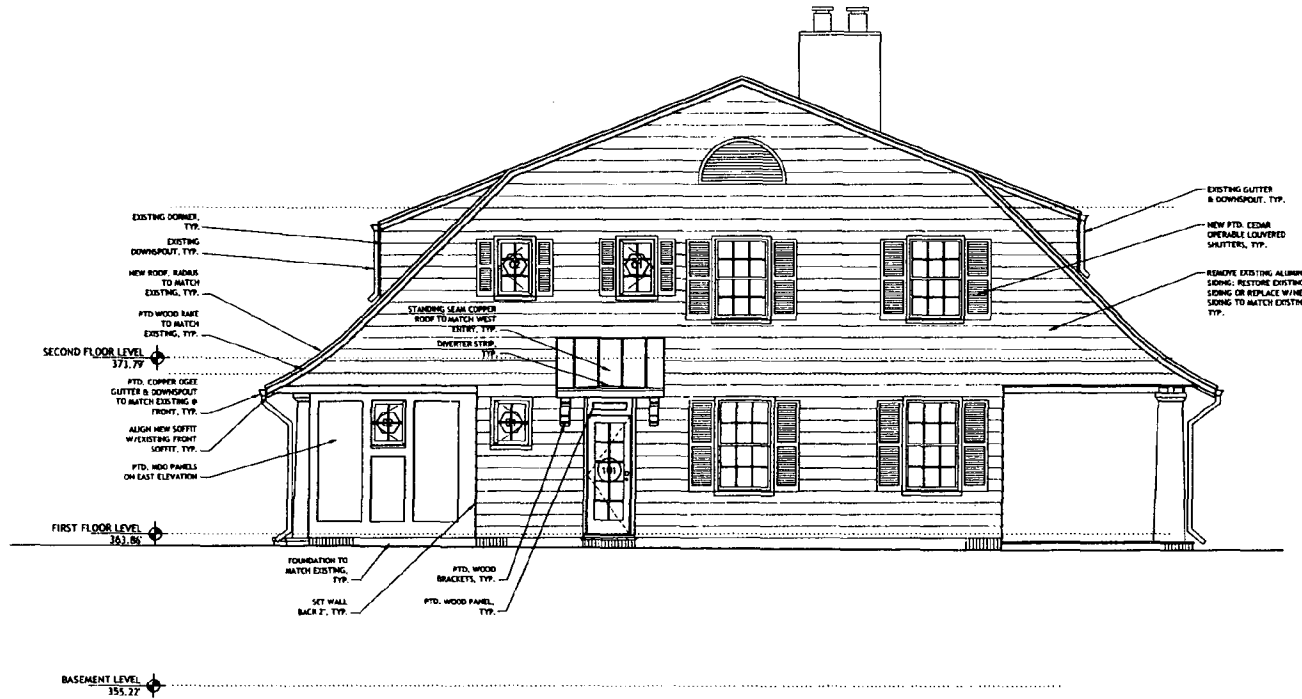 EXISTING DORMER,
TYP.
EXISTING
DOWNSPOUT, TYP.
NEW ROOF, RADIUS
TO MATCH
EXISTING, TYP.
PTD WOOD RAKE
TO MATCH
EXISTING, TYP.
SECOND FLOOR LEVEL
373.79'
PTD. COPPER OGEE
GUTTER & DOWNSPOUT
TO MATCH EXISTING @
FRONT, TYP.
ALIGN NEW SOFFIT
W/EXISTING FRONT
SOFFIT, TYP.
PTD. MDO PANELS
ON EAST ELEVATION
FIRST FLOOR LEVEL
363.86'
FOUNDATION TO
MATCH EXISTING,
TYP.
SET WALL
BACK 2", TYP.
BASEMENT LEVEL
355.22'
STANDING SEAM COPPER
ROOF TO MATCH WEST
ENTRY, TYP.
DIVERTER STRIP,
TYP
101
PTD. WOOD
BRACKETS, TYP.
PTD. WOOD PANEL,
TYP.
EXISTING GUTTER
& DOWNSPOUT, TYP.
NEW PTD. CEDAR
OPERABLE LOUVERED
SHUTTERS, TYP.
REMOVE EXISTING ALUMIN
SIDING; RESTORE EXISTING
SIDING OR REPLACE W/NE
SIDING TO MATCH EXISTIN
TYP.